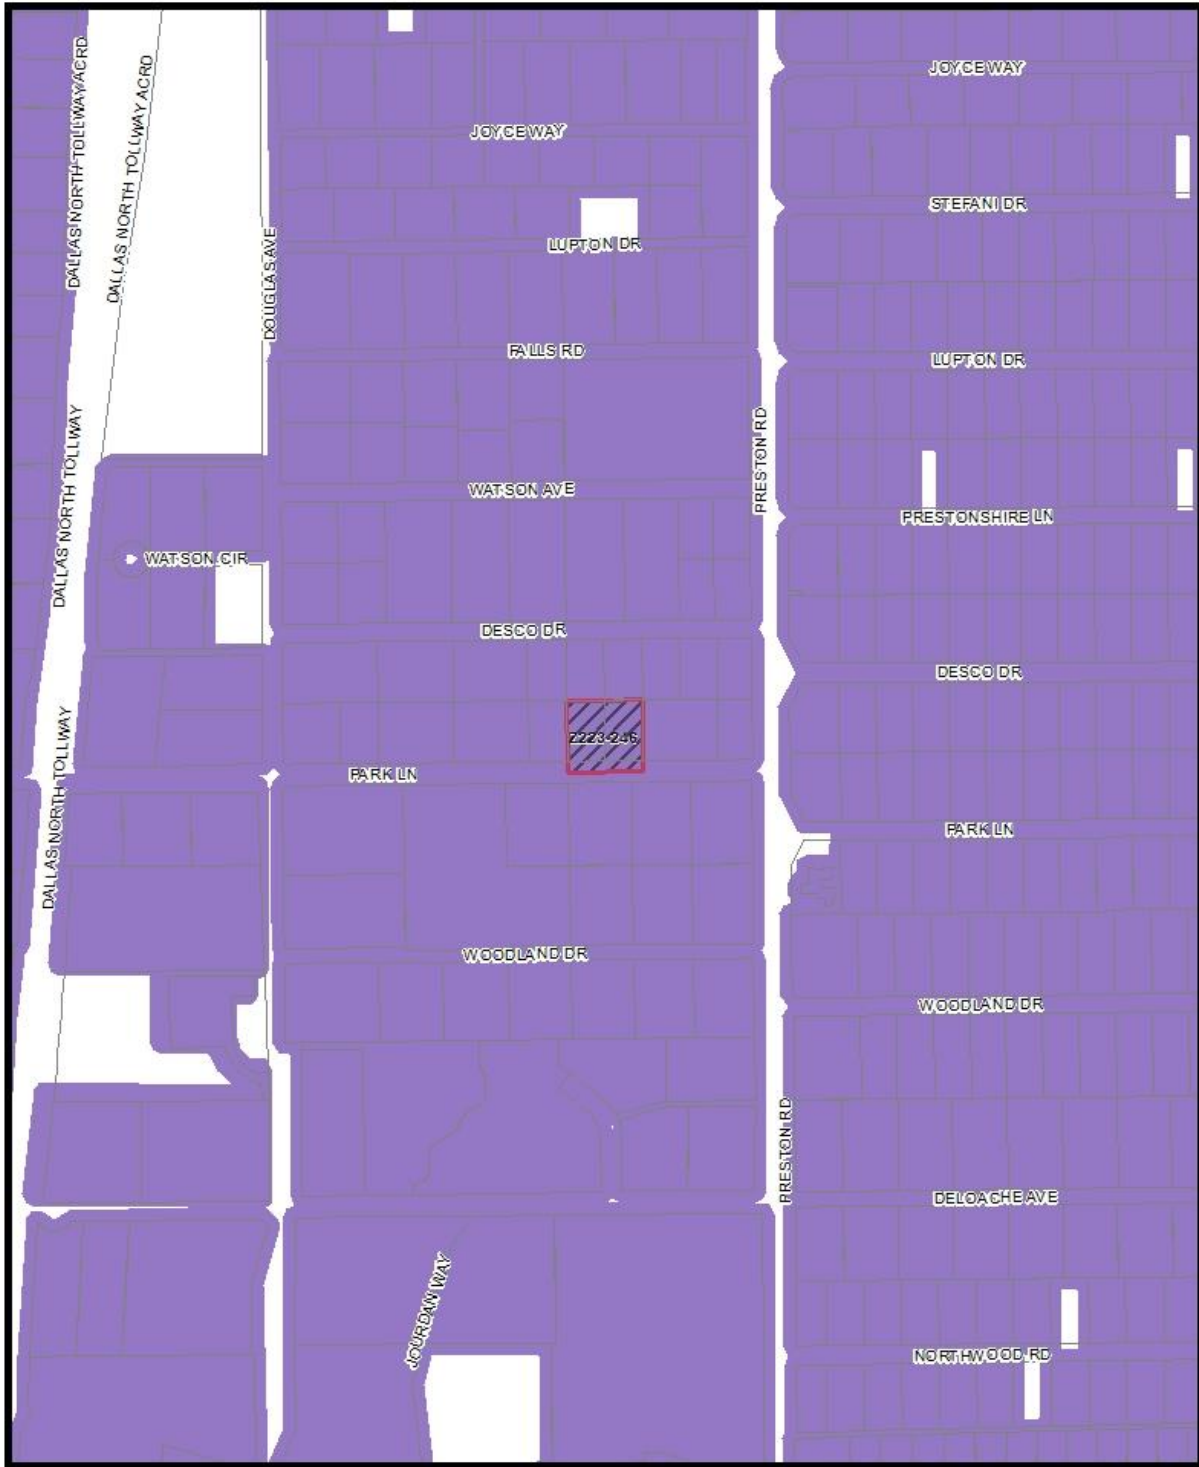 DALLAS NORTH TOLLWAY ACRD
DALLAS NORTH TOLLWAY ACRD
JOYCE WAY
JOYCE WAY
STEFANI DR
LUPTON DR
DOUGLAS AVE
FALLS RD
LUPTON DR
PRESTON RD
DALLAS NORTH TOLLWAY
WATSON AVE
PRESTONSHIRE LN
WATSON CIR
DESCO DR
DESCO DR
Z223-246
PARK LN
DALLAS NORTH TOLLWAY
PARK LN
WOODLAND DR
WOODLAND DR
PRESTON RD
DELOACHE AVE
JOURDAN WAY
NORTHWOOD RD